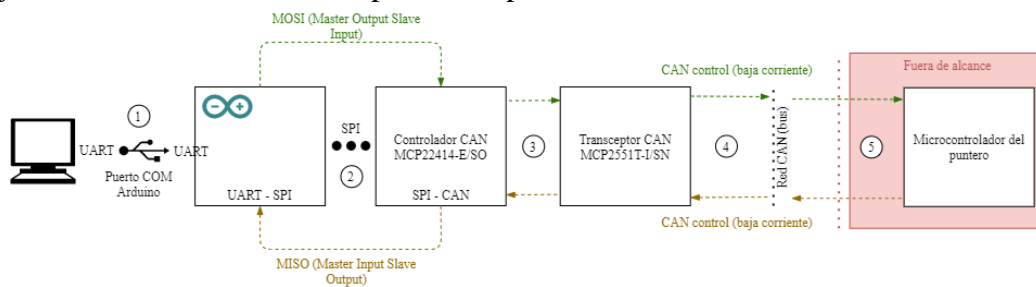 MOSI (Master Output Slave
Input)
CAN control (baja corriente)
Fuera de alcance
1
UART
UART
Puerto COM
Arduino
UART - SPI
SPI
2
Controlador CAN
MCP22414-E/SO
SPI - CAN
3
Transceptor CAN
MCP2551T-I/SN
4
Red CAN (bus)
5
Microcontrolador del
puntero
CAN control (baja corriente)
MISO (Master Input Slave
Output)